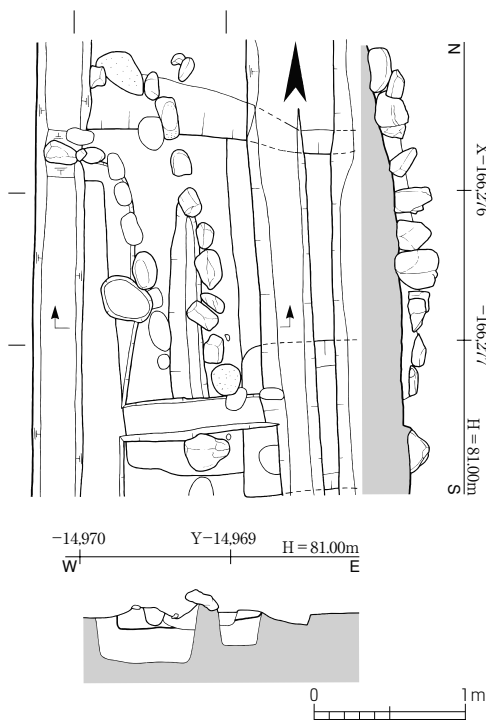 N
X−166,276
−166,277
H = 81.00m
S
−14,970
Y−14,969
H = 81.00m
W
E
0
1m